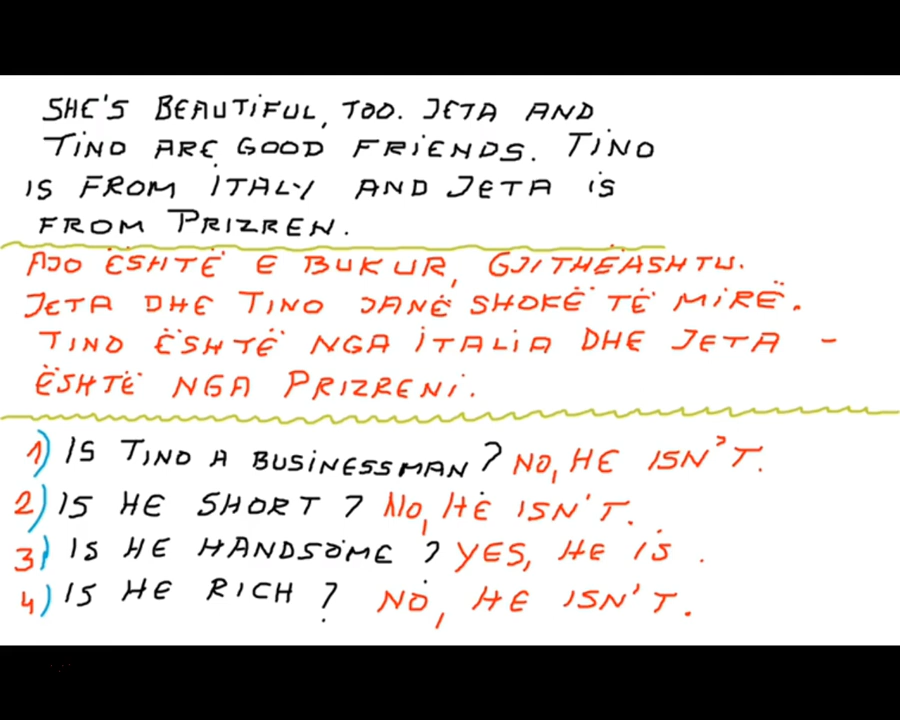 SHE'S BEAUTIFUL, TOO. JETA AND
TINO ARE GOOD FRIENDS. TINO
IS FROM ITALY AND JETA IS
FROM PRIZREN.
AJO ËSHTË E BUKUR, GJITHËASHTU.
JETA DHE TINO JANË SHOKË TË MIRË.
TINO ËSHTË NGA ITALIA DHE JETA -
ËSHTË NGA PRIZRENI.
1) IS TINO A BUSINESSMAN? NO, HE ISN'T.
2) IS HE SHORT? NO, HE ISN'T.
3) IS HE HANDSOME? YES, HE IS.
4) IS HE RICH? NO, HE ISN'T.